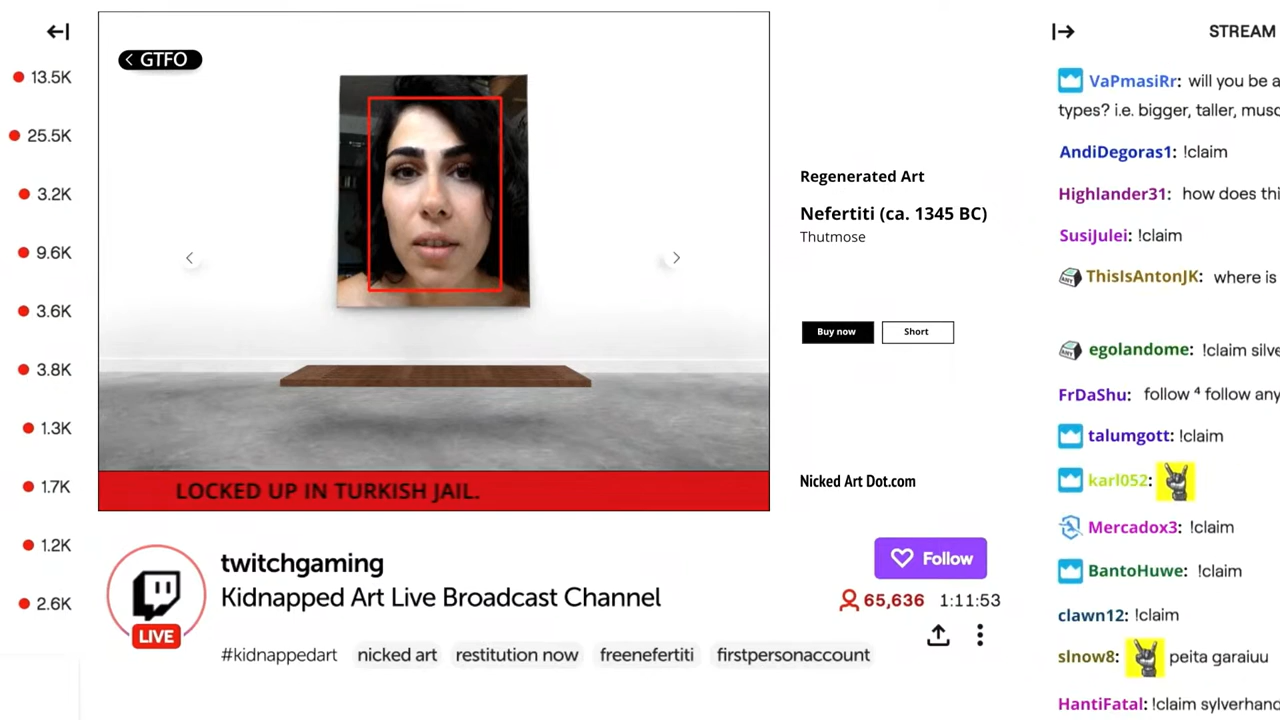 13.5K
25.5K
3.2K
9.6K
3.6K
3.8K
1.3K
1.7K
1.2K
2.6K
< GTFO
LOCKED UP IN TURKISH JAIL.
Regenerated Art
Nefertiti (ca. 1345 BC)
Thutmose
Buy now
Short
Nicked Art Dot.com
LIVE
twitchgaming
Kidnapped Art Live Broadcast Channel
#kidnappedart nicked art restitution now freenefertiti firstpersonaccount
Follow
65,636 1:11:53
STREAM
VaPmasiRr: will you be a
types? i.e. bigger, taller, musc
AndiDegoras1: !claim
Highlander31: how does thi
SusiJulei: !claim
ThisIsAntonJK: where is
egolandome: !claim silve
FrDaShu: follow ⁴ follow any
talumgott: !claim
karl052:
Mercadox3: !claim
BantoHuwe: !claim
clawn12: !claim
slnow8: peita garaiuu
HantiFatal: !claim sylverhand